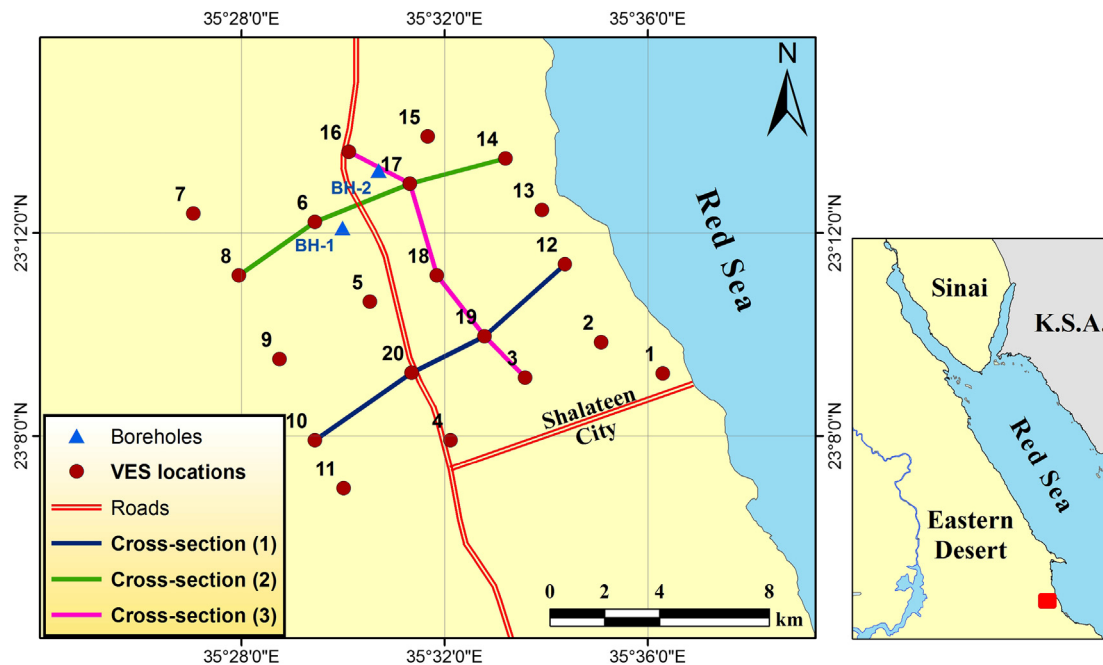 35°28'0"E
35°32'0"E
35°36'0"E
N
15
16
14
17
BH-2
7
6
13
Red Sea
23°12'0"N
23°12'0"N
BH-1
12
8
18
5
Sinai
K.S.A.
19
2
9
20
3
1
Shalateen
City
Red Sea
10
4
23°8'0"N
23°8'0"N
11
Boreholes
VES locations
Roads
Cross-section (1)
Cross-section (2)
Cross-section (3)
Eastern
Desert
0 2 4 8
km
35°28'0"E
35°32'0"E
35°36'0"E